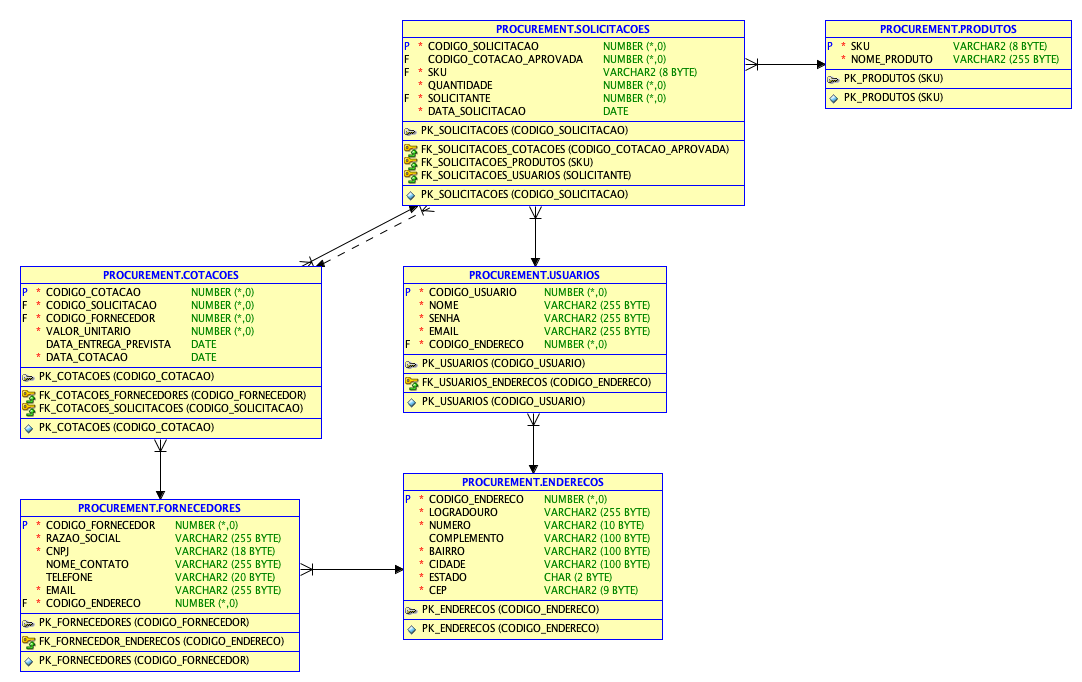 PROCUREMENT.SOLICITACOES
P * CODIGO_SOLICITACAO NUMBER (*,0)
F CODIGO_COTACAO_APROVADA NUMBER (*,0)
F * SKU VARCHAR2 (8 BYTE)
* QUANTIDADE NUMBER (*,0)
F * SOLICITANTE NUMBER (*,0)
* DATA_SOLICITACAO DATE
PK_SOLICITACOES (CODIGO_SOLICITACAO)
FK_SOLICITACOES_COTACOES (CODIGO_COTACAO_APROVADA)
FK_SOLICITACOES_PRODUTOS (SKU)
FK_SOLICITACOES_USUARIOS (SOLICITANTE)
PK_SOLICITACOES (CODIGO_SOLICITACAO)
PROCUREMENT.PRODUTOS
P * SKU VARCHAR2 (8 BYTE)
* NOME_PRODUTO VARCHAR2 (255 BYTE)
PK_PRODUTOS (SKU)
PK_PRODUTOS (SKU)
PROCUREMENT.COTACOES
P * CODIGO_COTACAO NUMBER (*,0)
F * CODIGO_SOLICITACAO NUMBER (*,0)
F * CODIGO_FORNECEDOR NUMBER (*,0)
* VALOR_UNITARIO NUMBER (*,0)
DATA_ENTREGA_PREVISTA DATE
* DATA_COTACAO DATE
PK_COTACOES (CODIGO_COTACAO)
FK_COTACOES_FORNECEDORES (CODIGO_FORNECEDOR)
FK_COTACOES_SOLICITACOES (CODIGO_SOLICITACAO)
PK_COTACOES (CODIGO_COTACAO)
PROCUREMENT.USUARIOS
P * CODIGO_USUARIO NUMBER (*,0)
* NOME VARCHAR2 (255 BYTE)
* SENHA VARCHAR2 (255 BYTE)
* EMAIL VARCHAR2 (255 BYTE)
F * CODIGO_ENDERECO NUMBER (*,0)
PK_USUARIOS (CODIGO_USUARIO)
FK_USUARIOS_ENDERECOS (CODIGO_ENDERECO)
PK_USUARIOS (CODIGO_USUARIO)
PROCUREMENT.FORNECEDORES
P * CODIGO_FORNECEDOR NUMBER (*,0)
* RAZAO_SOCIAL VARCHAR2 (255 BYTE)
* CNPJ VARCHAR2 (18 BYTE)
NOME_CONTATO VARCHAR2 (255 BYTE)
TELEFONE VARCHAR2 (20 BYTE)
* EMAIL VARCHAR2 (255 BYTE)
F * CODIGO_ENDERECO NUMBER (*,0)
PK_FORNECEDORES (CODIGO_FORNECEDOR)
FK_FORNECEDOR_ENDERECOS (CODIGO_ENDERECO)
PK_FORNECEDORES (CODIGO_FORNECEDOR)
PROCUREMENT.ENDERECOS
P * CODIGO_ENDERECO NUMBER (*,0)
* LOGRADOURO VARCHAR2 (255 BYTE)
* NUMERO VARCHAR2 (10 BYTE)
COMPLEMENTO VARCHAR2 (100 BYTE)
* BAIRRO VARCHAR2 (100 BYTE)
* CIDADE VARCHAR2 (100 BYTE)
* ESTADO CHAR (2 BYTE)
* CEP VARCHAR2 (9 BYTE)
PK_ENDERECOS (CODIGO_ENDERECO)
PK_ENDERECOS (CODIGO_ENDERECO)